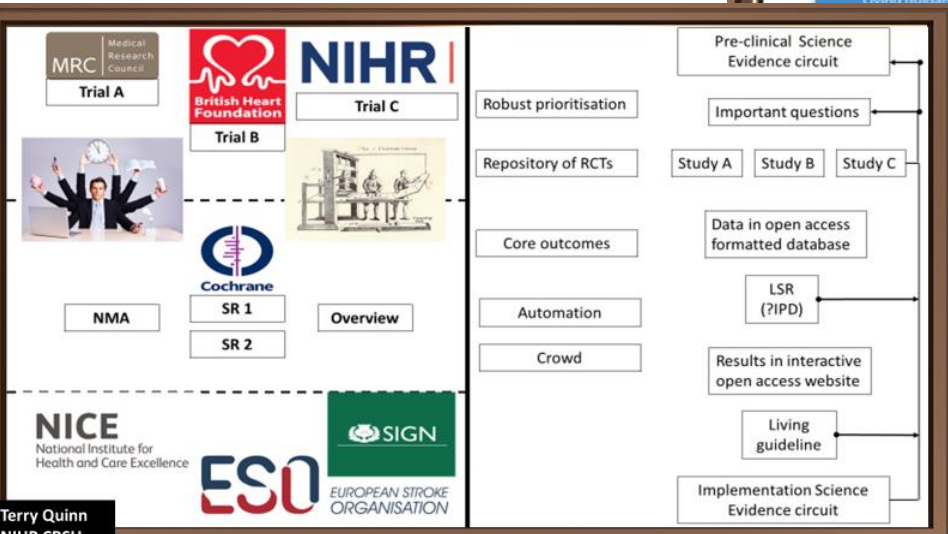 MRC
Medical
Research
Council
Trial A
British Heart
Foundation
Trial B
NIHR
Trial C
Cochrane
NMA
SR 1
SR 2
Overview
NICE
National Institute for
Health and Care Excellence
ESO
SIGN
EUROPEAN STROKE
ORGANISATION
Terry Quinn
Robust prioritisation
Repository of RCTs
Core outcomes
Automation
Crowd
Pre-clinical Science
Evidence circuit
Important questions
Study A
Study B
Study C
Data in open access
formatted database
LSR
(?IPD)
Results in interactive
open access website
Living
guideline
Implementation Science
Evidence circuit